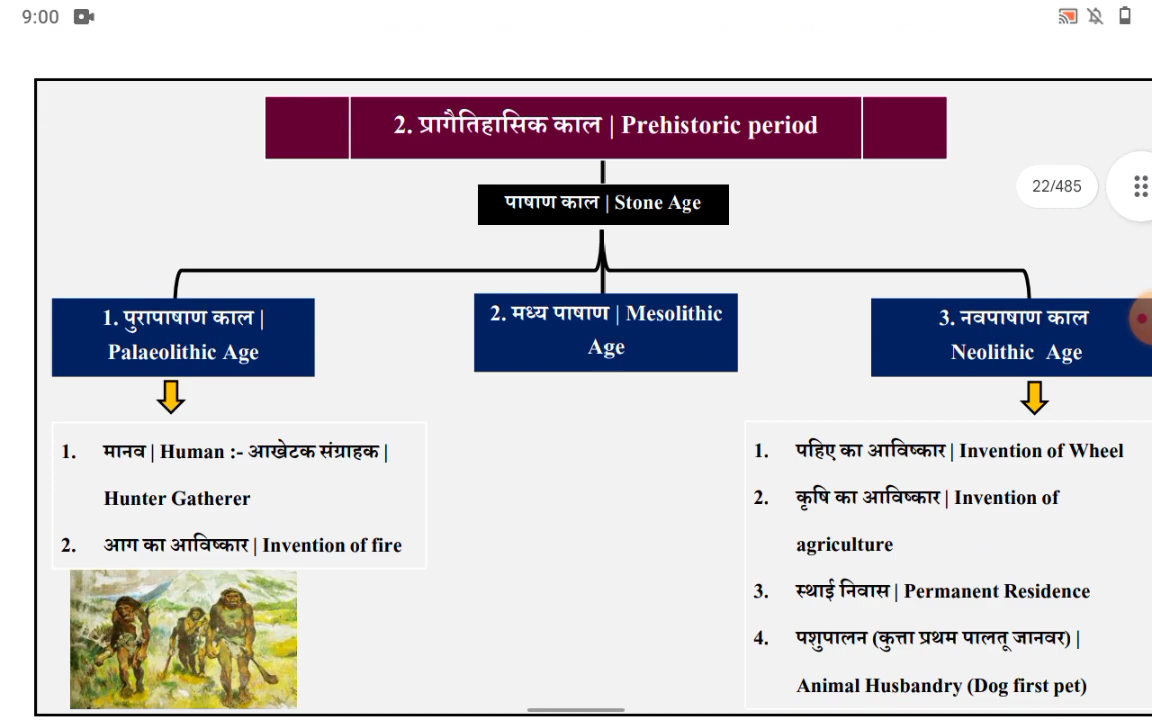 9:00
22/485
2. प्रागैतिहासिक काल | Prehistoric period
पाषाण काल | Stone Age
1. पुरापाषाण काल |
Palaeolithic Age
2. मध्य पाषाण | Mesolithic
Age
3. नवपाषाण काल
Neolithic Age
1. मानव | Human :- आखेटक संग्राहक |
Hunter Gatherer
2. आग का आविष्कार | Invention of fire
1. पहिए का आविष्कार | Invention of Wheel
2. कृषि का आविष्कार | Invention of
agriculture
3. स्थाई निवास | Permanent Residence
4. पशुपालन (कुत्ता प्रथम पालतू जानवर) |
Animal Husbandry (Dog first pet)